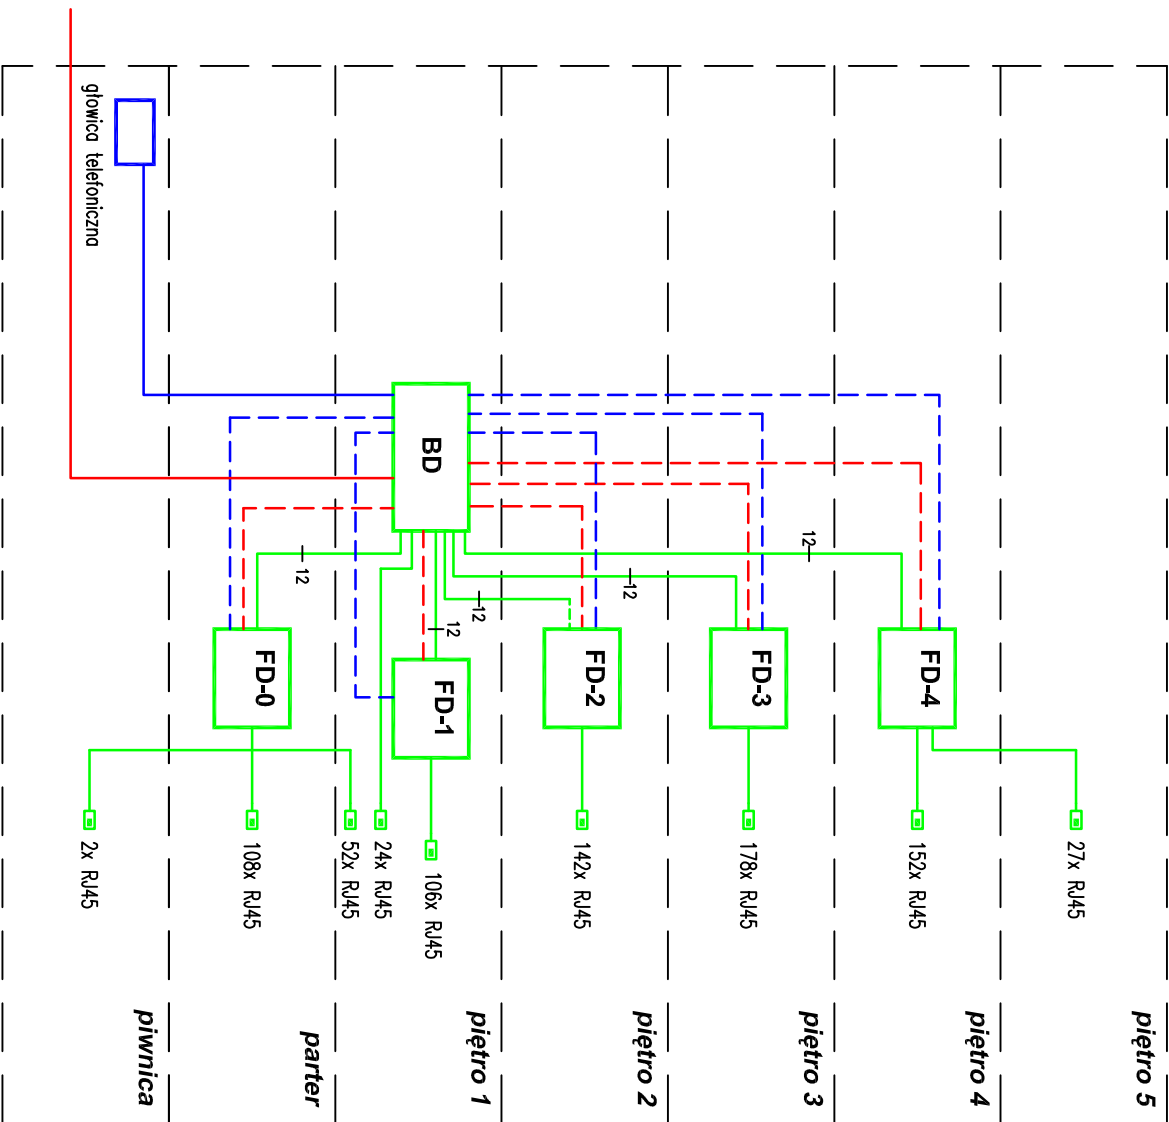 piętro 5
27x RJ45
piętro 4
FD-4
152x RJ45
12
piętro 3
FD-3
178x RJ45
12
piętro 2
FD-2
142x RJ45
12
piętro 1
BD
FD-1
12
106x RJ45
24x RJ45
52x RJ45
parter
FD-0
12
108x RJ45
piwnica
głowica telefoniczna
2x RJ45